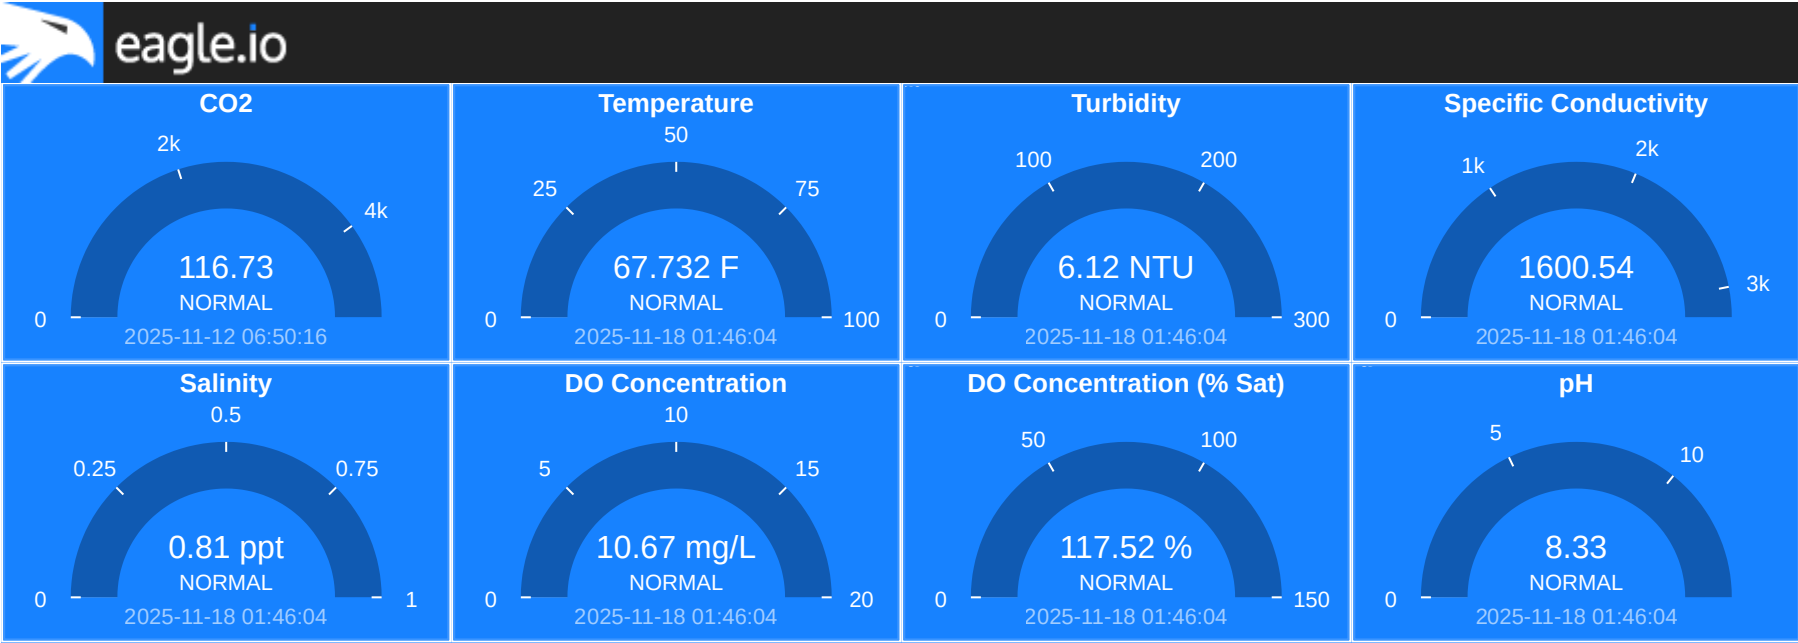 eagle.io
CO2
2k
4k
116.73
NORMAL
0
2025-11-12 06:50:16
Temperature
50
25
75
67.732 F
NORMAL
0
100
2025-11-18 01:46:04
Turbidity
100
200
6.12 NTU
NORMAL
0
300
2025-11-18 01:46:04
Specific Conductivity
2k
1k
1600.54
3k
NORMAL
0
2025-11-18 01:46:04
Salinity
0.5
0.25
0.75
0.81 ppt
NORMAL
0
1
2025-11-18 01:46:04
DO Concentration
10
5
15
10.67 mg/L
NORMAL
0
20
2025-11-18 01:46:04
DO Concentration (% Sat)
50
100
117.52 %
NORMAL
0
150
2025-11-18 01:46:04
pH
5
10
8.33
NORMAL
0
2025-11-18 01:46:04